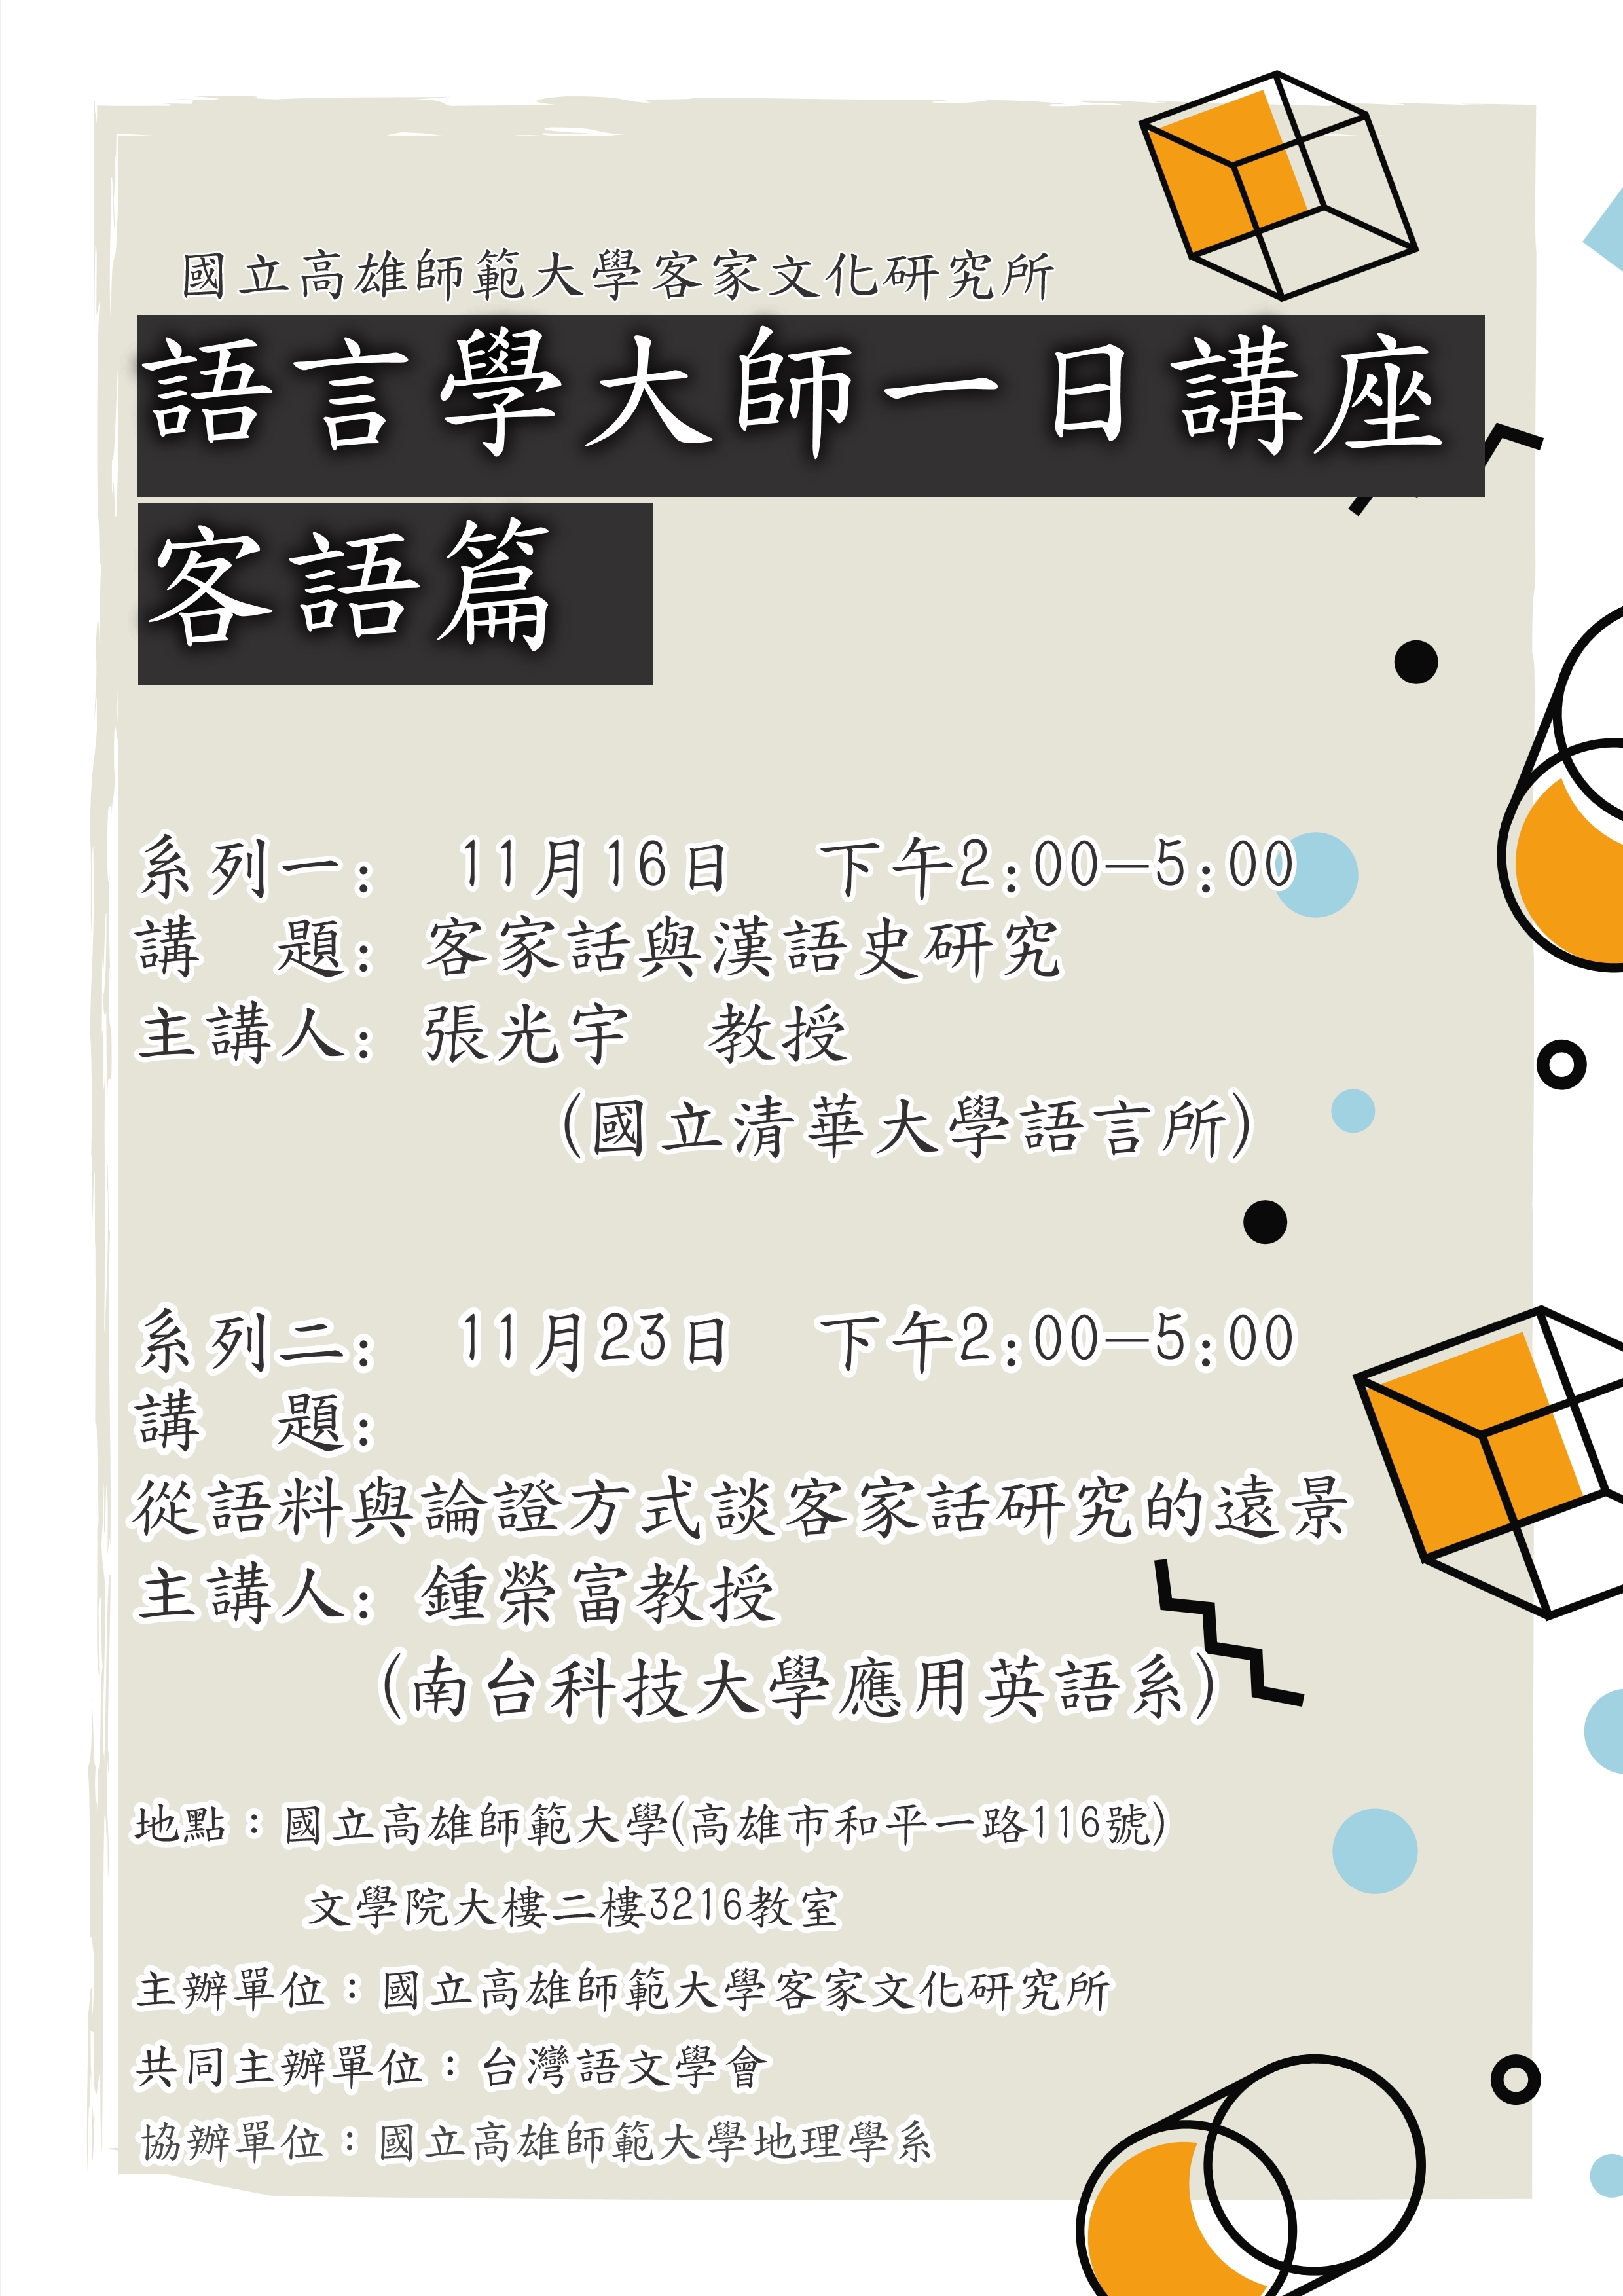 國立高雄師範大學客家文化研究所
語言學大師一日講座
客語篇
系列一: 11月16日 下午2:00—5:00
講 題: 客家話與漢語史研究
主講人: 張光宇 教授
(國立清華大學語言所)
系列二: 11月23日 下午2:00—5:00
講 題:
從語料與論證方式談客家話研究的遠景
主講人: 鍾榮富教授
(南台科技大學應用英語系)
地點：國立高雄師範大學(高雄市和平一路116號)
文學院大樓二樓3216教室
主辦單位：國立高雄師範大學客家文化研究所
共同主辦單位：台灣語文學會
協辦單位：國立高雄師範大學地理學系